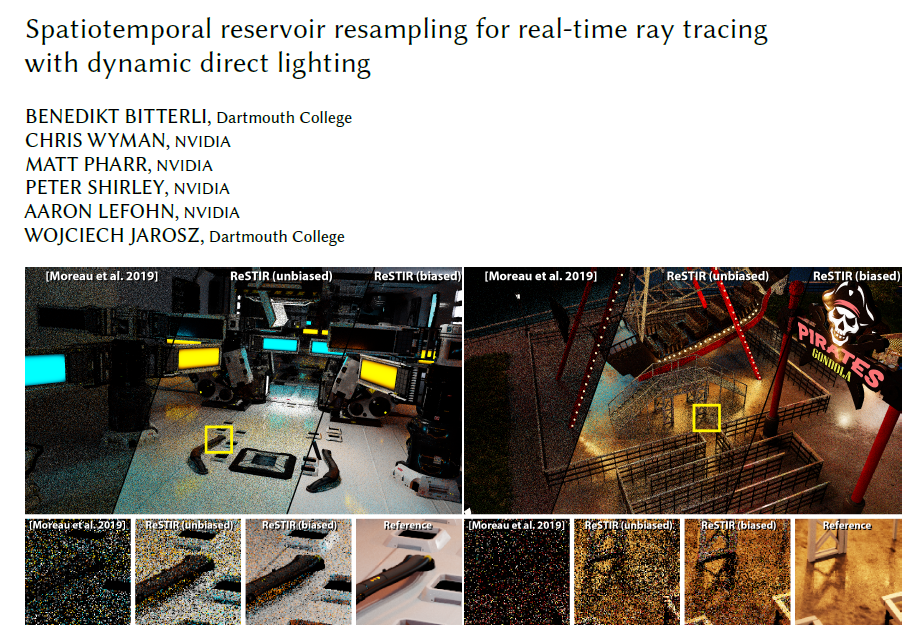 Spatiotemporal reservoir resampling for real-time ray tracing
with dynamic direct lighting
BENEDIKT BITTERLI, Dartmouth College
CHRIS WYMAN, NVIDIA
MATT PHARR, NVIDIA
PETER SHIRLEY, NVIDIA
AARON LEFOHN, NVIDIA
WOJCIECH JAROSZ, Dartmouth College
[Moreau et al. 2019] ReSTIR (unbiased) ReSTIR (biased) [Moreau et al. 2019] ReSTIR (unbiased) ReSTIR (biased)
PIRATES
GONDOLA
[Moreau et al. 2019] ReSTIR (unbiased) ReSTIR (biased) Reference [Moreau et al. 2019] ReSTIR (unbiased) ReSTIR (biased) Reference